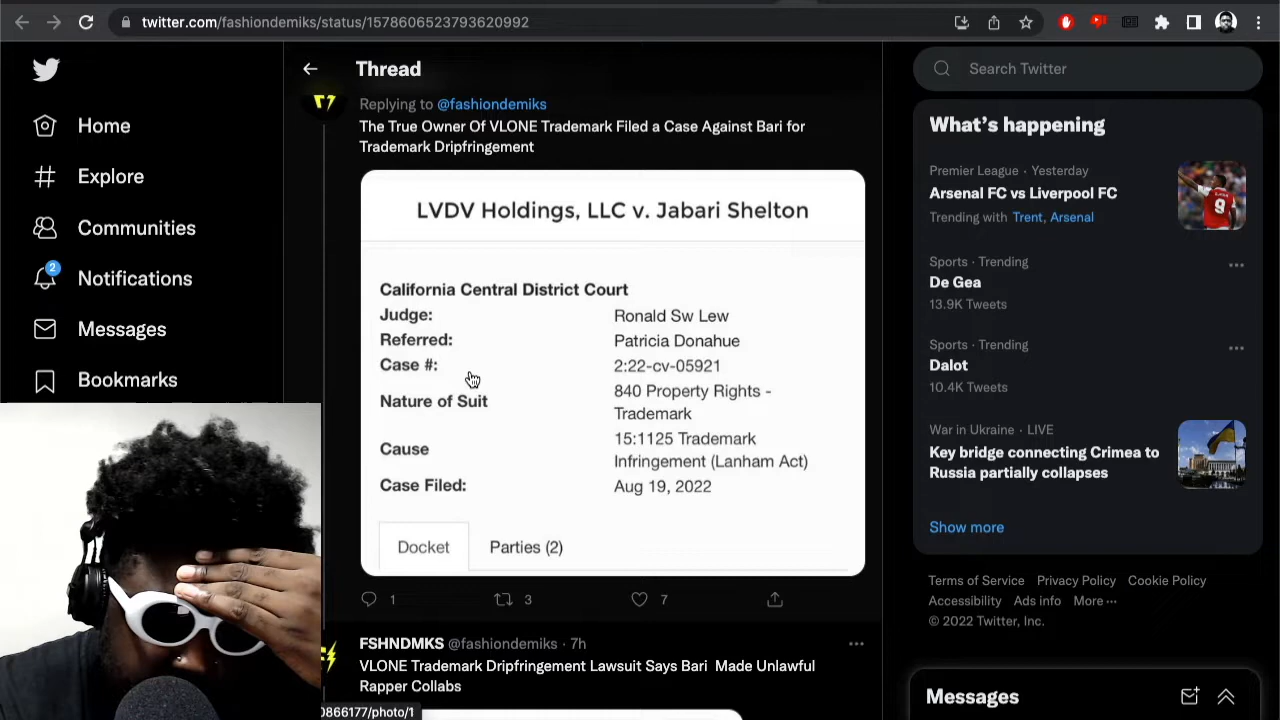 twitter.com/fashiondemiks/status/1578606523793620992
Home
Explore
Communities
2
Notifications
Messages
Bookmarks
Thread
Replying to @fashiondemiks
The True Owner Of VLONE Trademark Filed a Case Against Bari for
Trademark Dripfringement
LVDV Holdings, LLC v. Jabari Shelton
California Central District Court
Judge: Ronald Sw Lew
Referred: Patricia Donahue
Case #: 2:22-cv-05921
Nature of Suit 840 Property Rights -
Trademark
Cause 15:1125 Trademark
Infringement (Lanham Act)
Case Filed: Aug 19, 2022
Docket Parties (2)
1 3 7
FSHNDMKS @fashiondemiks · 7h
VLONE Trademark Dripfringement Lawsuit Says Bari Made Unlawful
Rapper Collabs
0866177/photo/1
Search Twitter
What's happening
Premier League · Yesterday
Arsenal FC vs Liverpool FC
Trending with Trent, Arsenal
Sports · Trending
De Gea
13.9K Tweets
Sports · Trending
Dalot
10.4K Tweets
War in Ukraine · LIVE
Key bridge connecting Crimea to
Russia partially collapses
Show more
Terms of Service Privacy Policy Cookie Policy
Accessibility Ads info More ···
© 2022 Twitter, Inc.
Messages